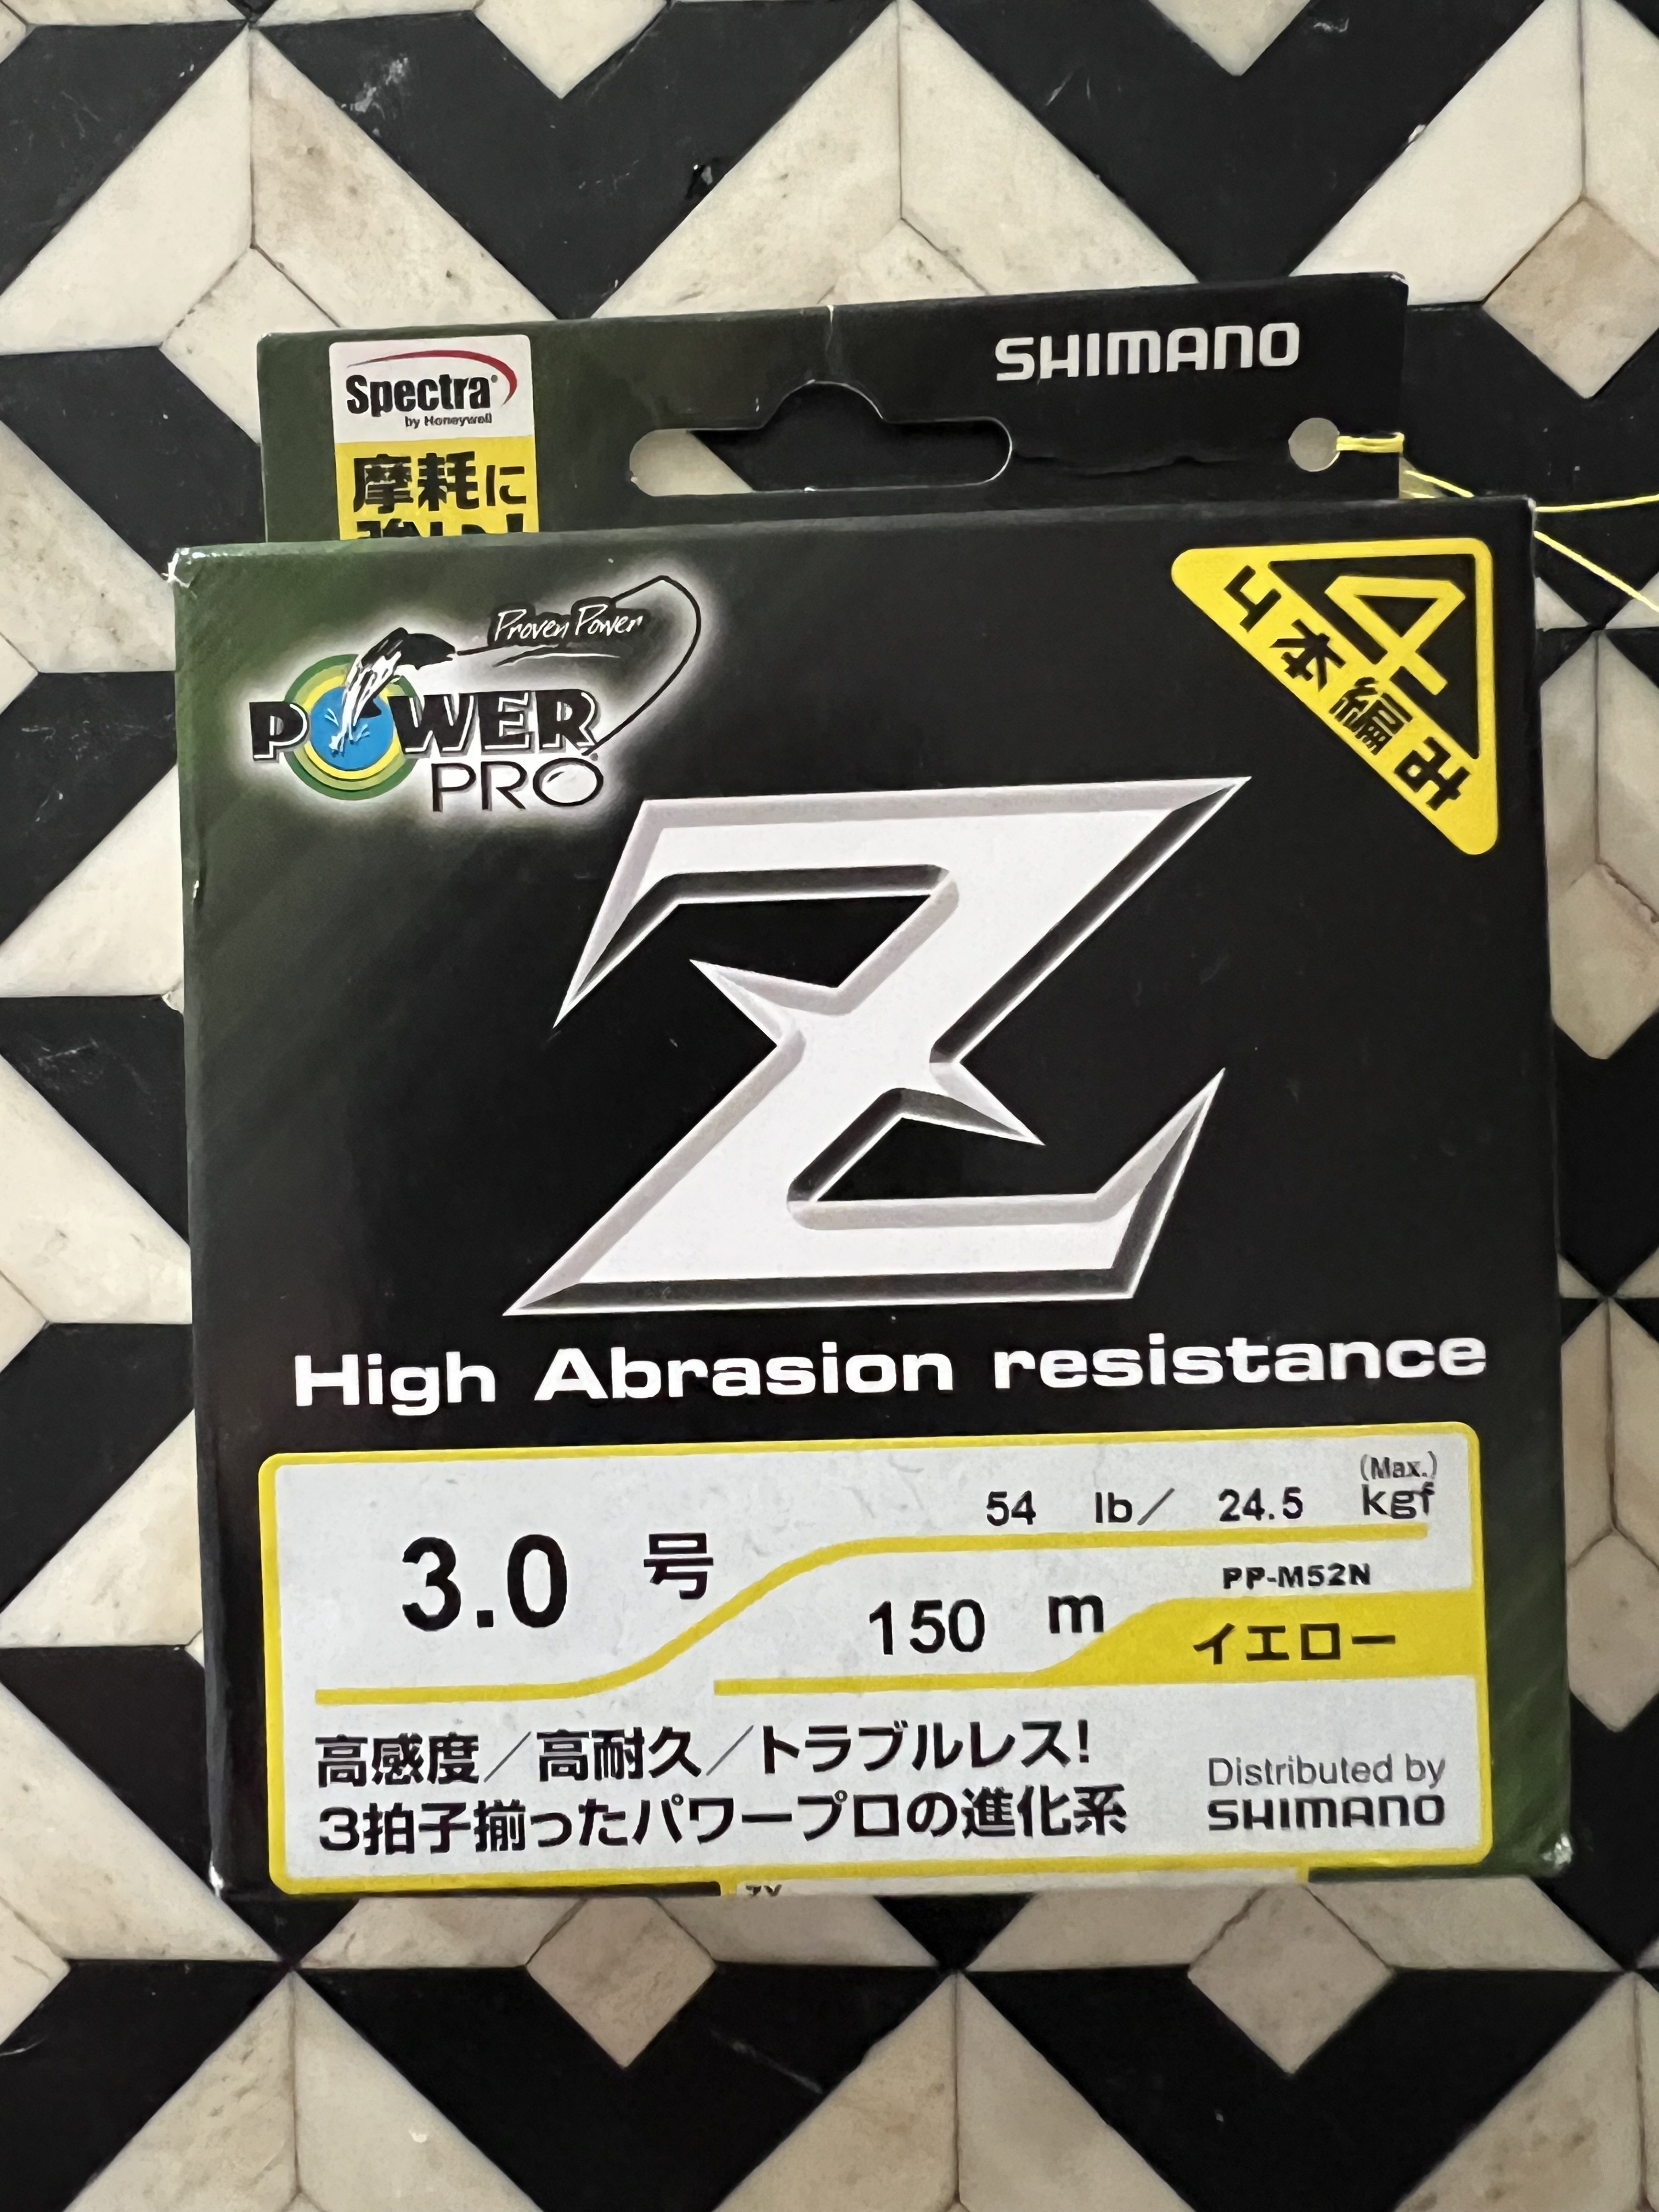 SHIMANO
Spectra®
by Honeywell
摩耗に
強い!
Proven Power
POWER
PRO
4
4本編み
Z
High Abrasion resistance
3.0 号
54 lb/ 24.5 kgf
(Max.)
150 m
PP-M52N
イエロー
高感度/高耐久/トラブルレス!
3拍子揃ったパワープロの進化系
Distributed by
SHIMANO